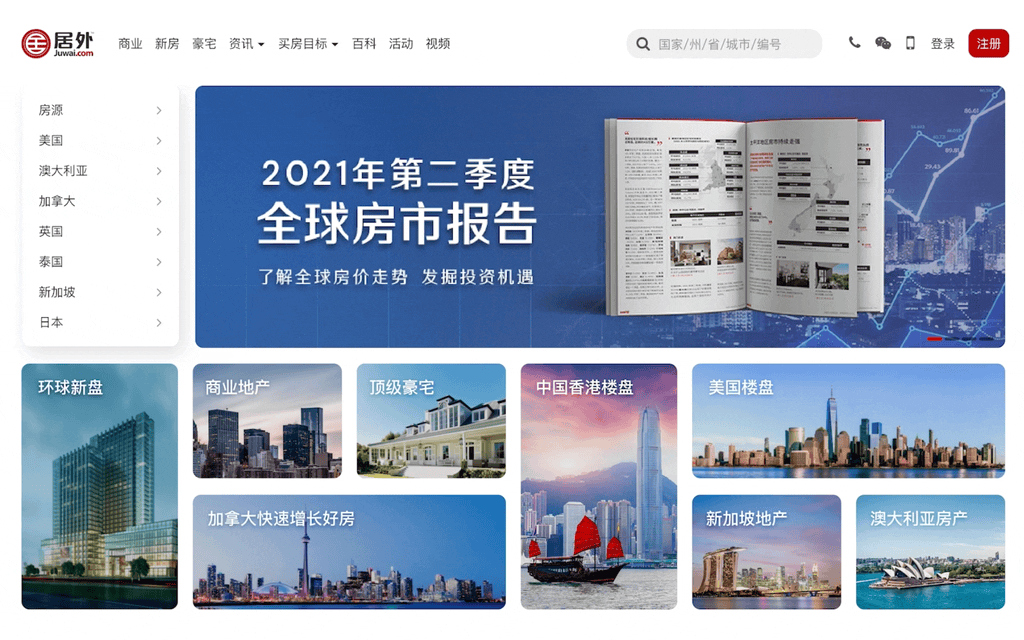 居外
Juwai.com
商业 新房 豪宅 资讯 买房目标 百科 活动 视频
国家/州/省/城市/编号
登录
注册
房源
美国
澳大利亚
加拿大
英国
泰国
新加坡
日本
2021年第二季度
全球房市报告
了解全球房价走势 发掘投资机遇
86.61
89.81
29.43
环球新盘
商业地产
顶级豪宅
中国香港楼盘
美国楼盘
加拿大快速增长好房
新加坡地产
澳大利亚房产